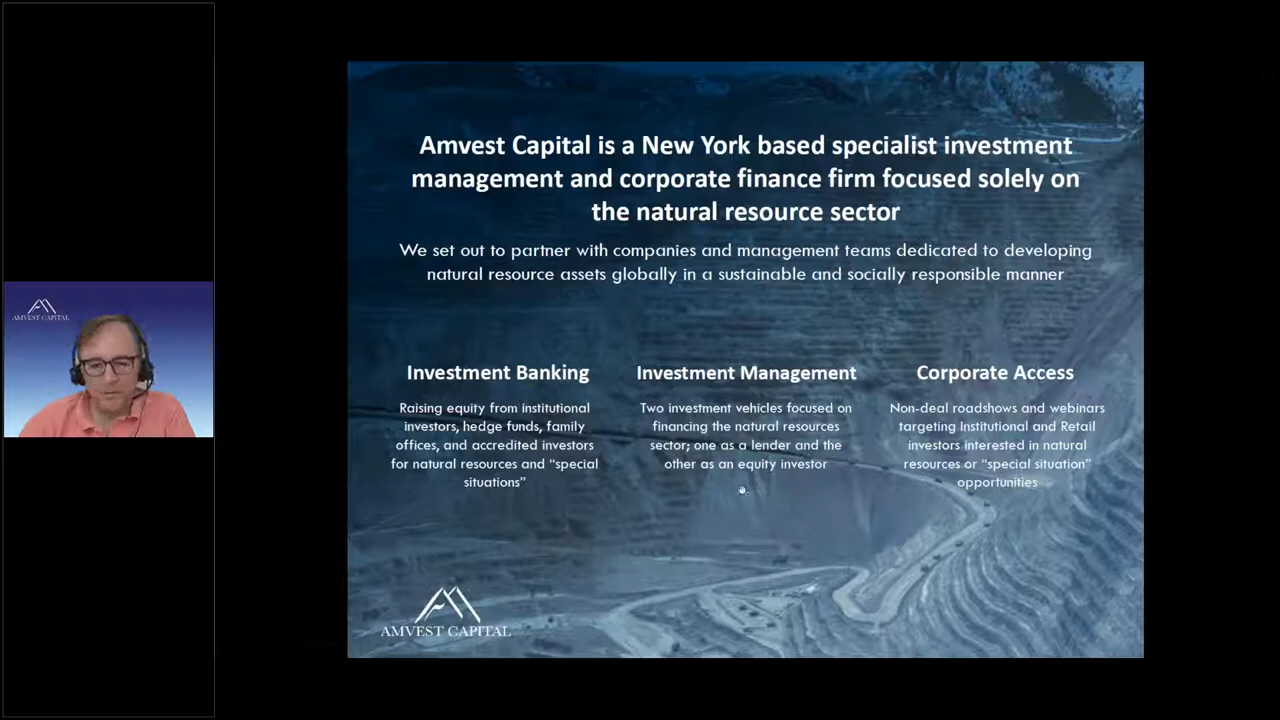 AMVEST CAPITAL
Amvest Capital is a New York based specialist investment
management and corporate finance firm focused solely on
the natural resource sector
We set out to partner with companies and management teams dedicated to developing
natural resource assets globally in a sustainable and socially responsible manner
Investment Banking
Raising equity from institutional
investors, hedge funds, family
offices, and accredited investors
for natural resources and “special
situations”
Investment Management
Two investment vehicles focused on
financing the natural resources
sector; one as a lender and the
other as an equity investor
Corporate Access
Non-deal roadshows and webinars
targeting Institutional and Retail
investors interested in natural
resources or “special situation”
opportunities
AMVEST CAPITAL